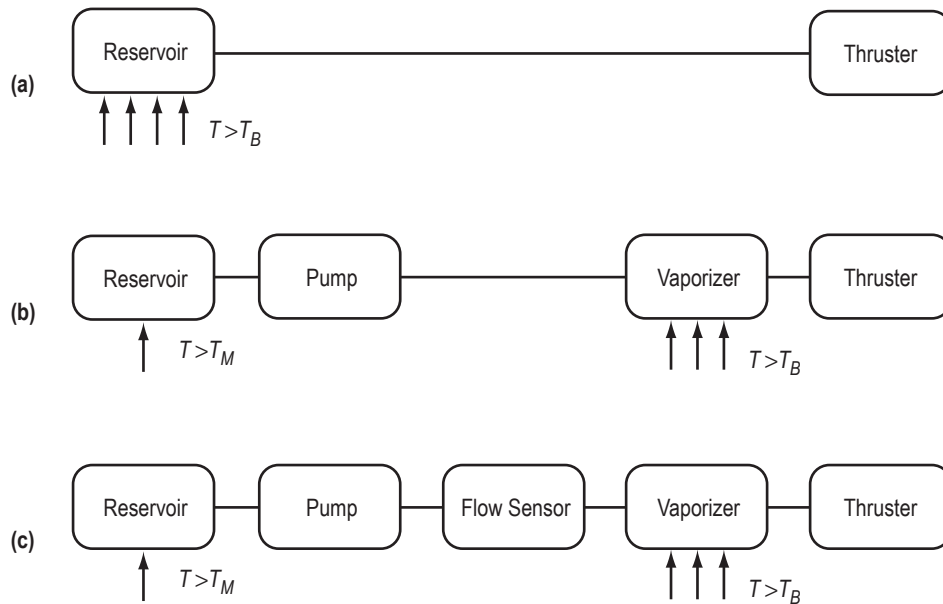 Reservoir
Thruster
(a)
T >T_B
Reservoir
Pump
Vaporizer
Thruster
(b)
T >T_M
T >T_B
Reservoir
Pump
Flow Sensor
Vaporizer
Thruster
(c)
T >T_M
T >T_B